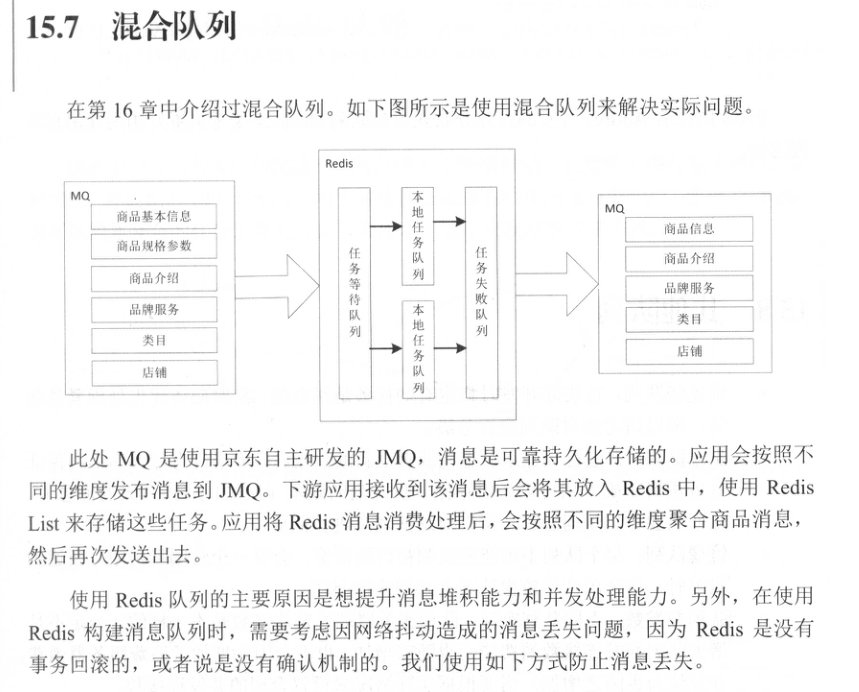 15.7 混合队列
在第 16 章中介绍过混合队列。如下图所示是使用混合队列来解决实际问题。
MQ
商品基本信息
商品规格参数
商品介绍
品牌服务
类目
店铺
Redis
任务等待队列
本地任务队列
本地任务队列
任务失败队列
MQ
商品信息
商品介绍
品牌服务
类目
店铺
此处 MQ 是使用京东自主研发的 JMQ，消息是可靠持久化存储的。应用会按照不
同的维度发布消息到 JMQ。下游应用接收到该消息后会将其放入 Redis 中，使用 Redis
List 来存储这些任务。应用将 Redis 消息消费处理后，会按照不同的维度聚合商品消息，
然后再次发送出去。
使用 Redis 队列的主要原因是想提升消息堆积能力和并发处理能力。另外，在使用
Redis 构建消息队列时，需要考虑因网络抖动造成的消息丢失问题，因为 Redis 是没有
事务回滚的，或者说是没有确认机制的。我们使用如下方式防止消息丢失。